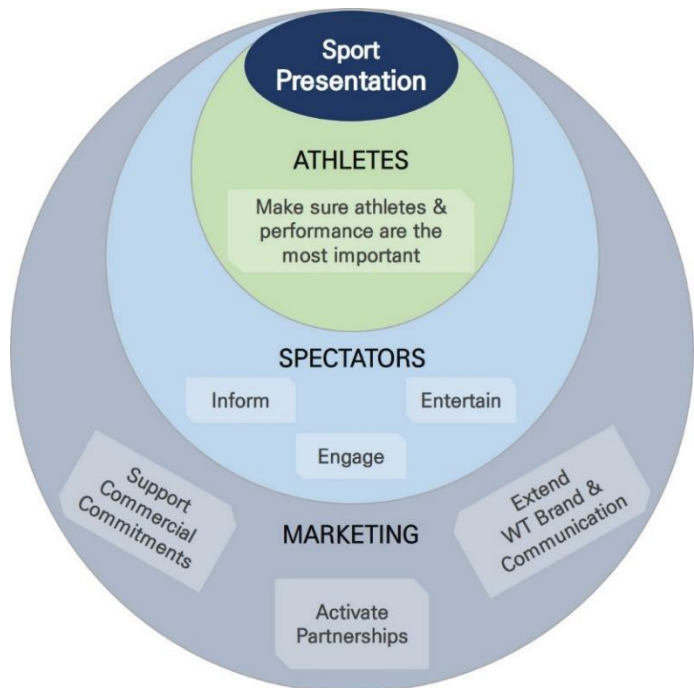 Sport
Presentation
ATHLETES
Make sure athletes &
performance are the
most important
SPECTATORS
Inform
Entertain
Engage
Support
Commercial
Commitments
MARKETING
Extend
WT Brand &
Communication
Activate
Partnerships